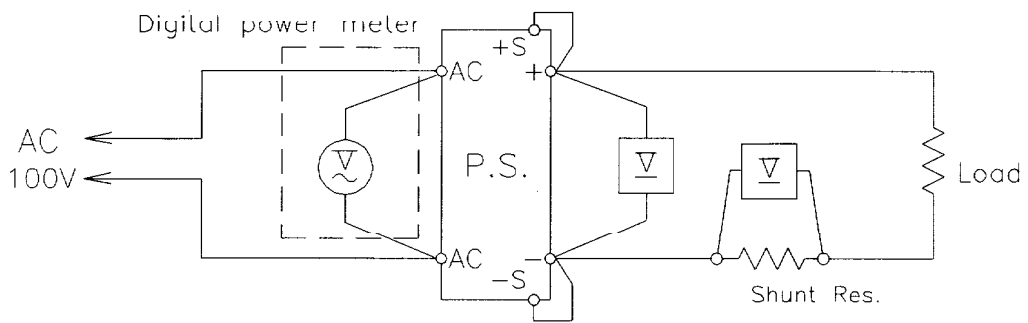 Digital power meter
+S
AC
+
AC
100V
V
P.S.
V
V
Load
AC
-
-S
Shunt Res.